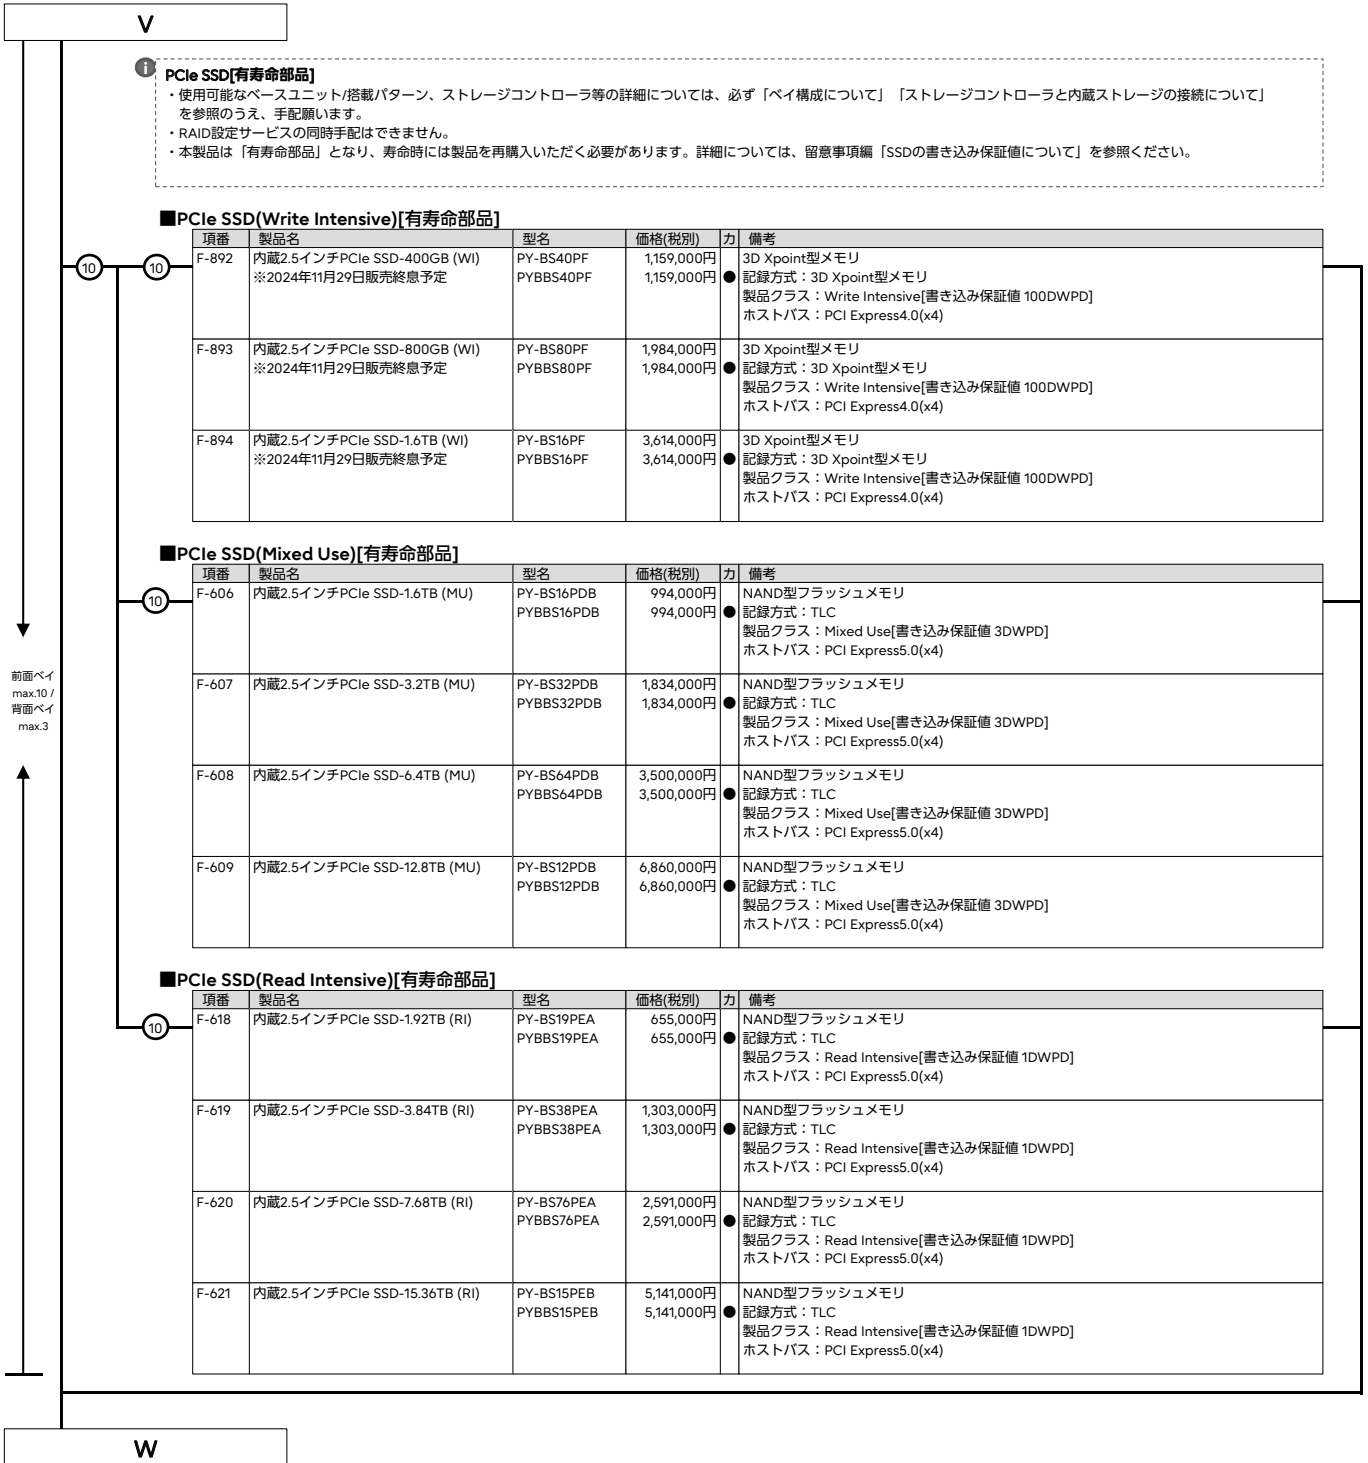 V
i
PCIe SSD[有寿命部品]
・使用可能なベースユニット/搭載パターン、ストレージコントローラ等の詳細については、必ず「ベイ構成について」「ストレージコントローラと内蔵ストレージの接続について」
を参照のうえ、手配願います。
・RAID設定サービスの同時手配はできません。
・本製品は「有寿命部品」となり、寿命時には製品を再購入いただく必要があります。詳細については、留意事項編「SSDの書き込み保証値について」を参照ください。
■PCIe SSD(Write Intensive)[有寿命部品]
項番 製品名 型名 価格(税別) カ 備考
10 10 F-892 内蔵2.5インチPCIe SSD-400GB (WI) PY-BS40PF 1,159,000円 3D Xpoint型メモリ
※2024年11月29日販売終息予定 PYBBS40PF 1,159,000円 ● 記録方式：3D Xpoint型メモリ
製品クラス：Write Intensive[書き込み保証値 100DWPD]
ホストバス：PCI Express4.0(x4)
F-893 内蔵2.5インチPCIe SSD-800GB (WI) PY-BS80PF 1,984,000円 3D Xpoint型メモリ
※2024年11月29日販売終息予定 PYBBS80PF 1,984,000円 ● 記録方式：3D Xpoint型メモリ
製品クラス：Write Intensive[書き込み保証値 100DWPD]
ホストバス：PCI Express4.0(x4)
F-894 内蔵2.5インチPCIe SSD-1.6TB (WI) PY-BS16PF 3,614,000円 3D Xpoint型メモリ
※2024年11月29日販売終息予定 PYBBS16PF 3,614,000円 ● 記録方式：3D Xpoint型メモリ
製品クラス：Write Intensive[書き込み保証値 100DWPD]
ホストバス：PCI Express4.0(x4)
■PCIe SSD(Mixed Use)[有寿命部品]
項番 製品名 型名 価格(税別) カ 備考
10 F-606 内蔵2.5インチPCIe SSD-1.6TB (MU) PY-BS16PDB 994,000円 NAND型フラッシュメモリ
PYBBS16PDB 994,000円 ● 記録方式：TLC
製品クラス：Mixed Use[書き込み保証値 3DWPD]
ホストバス：PCI Express5.0(x4)
前面ベイ
max.10 /
背面ベイ
max.3
F-607 内蔵2.5インチPCIe SSD-3.2TB (MU) PY-BS32PDB 1,834,000円 NAND型フラッシュメモリ
PYBBS32PDB 1,834,000円 ● 記録方式：TLC
製品クラス：Mixed Use[書き込み保証値 3DWPD]
ホストバス：PCI Express5.0(x4)
F-608 内蔵2.5インチPCIe SSD-6.4TB (MU) PY-BS64PDB 3,500,000円 NAND型フラッシュメモリ
PYBBS64PDB 3,500,000円 ● 記録方式：TLC
製品クラス：Mixed Use[書き込み保証値 3DWPD]
ホストバス：PCI Express5.0(x4)
F-609 内蔵2.5インチPCIe SSD-12.8TB (MU) PY-BS12PDB 6,860,000円 NAND型フラッシュメモリ
PYBBS12PDB 6,860,000円 ● 記録方式：TLC
製品クラス：Mixed Use[書き込み保証値 3DWPD]
ホストバス：PCI Express5.0(x4)
■PCIe SSD(Read Intensive)[有寿命部品]
項番 製品名 型名 価格(税別) カ 備考
10 F-618 内蔵2.5インチPCIe SSD-1.92TB (RI) PY-BS19PEA 655,000円 NAND型フラッシュメモリ
PYBBS19PEA 655,000円 ● 記録方式：TLC
製品クラス：Read Intensive[書き込み保証値 1DWPD]
ホストバス：PCI Express5.0(x4)
F-619 内蔵2.5インチPCIe SSD-3.84TB (RI) PY-BS38PEA 1,303,000円 NAND型フラッシュメモリ
PYBBS38PEA 1,303,000円 ● 記録方式：TLC
製品クラス：Read Intensive[書き込み保証値 1DWPD]
ホストバス：PCI Express5.0(x4)
F-620 内蔵2.5インチPCIe SSD-7.68TB (RI) PY-BS76PEA 2,591,000円 NAND型フラッシュメモリ
PYBBS76PEA 2,591,000円 ● 記録方式：TLC
製品クラス：Read Intensive[書き込み保証値 1DWPD]
ホストバス：PCI Express5.0(x4)
F-621 内蔵2.5インチPCIe SSD-15.36TB (RI) PY-BS15PEB 5,141,000円 NAND型フラッシュメモリ
PYBBS15PEB 5,141,000円 ● 記録方式：TLC
製品クラス：Read Intensive[書き込み保証値 1DWPD]
ホストバス：PCI Express5.0(x4)
W